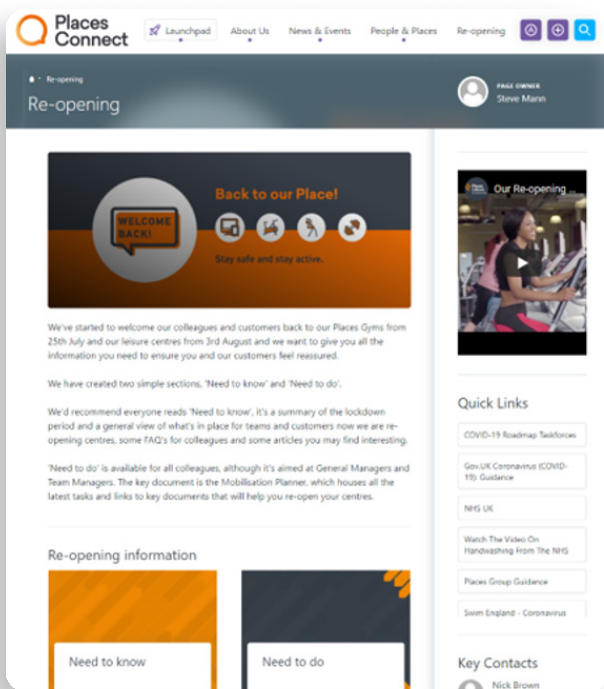 Places
Connect
Launchpad
About Us
News & Events
People & Places
Re-opening
Re-opening
Re-opening
PAGE OWNER
Steve Mann
WELCOME
BACK!
Back to our Place!
Stay safe and stay active.
Our Re-opening ...
We've started to welcome our colleagues and customers back to our Places Gyms from
25th July and our leisure centres from 3rd August and we want to give you all the
information you need to ensure you and our customers feel reassured.
We have created two simple sections, 'Need to know' and 'Need to do'.
We'd recommend everyone reads 'Need to know', it's a summary of the lockdown
period and a general view of what's in place for teams and customers now we are re-
opening centres, some FAQ's for colleagues and some articles you may find interesting.
'Need to do' is available for all colleagues, although it's aimed at General Managers and
Team Managers. The key document is the Mobilisation Planner, which houses all the
latest tasks and links to key documents that will help you re-open your centres.
Re-opening information
Need to know
Need to do
Quick Links
COVID-19 Roadmap Taskforces
Gov.UK Coronavirus (COVID-
19): Guidance
NHS UK
Watch The Video On
Handwashing From The NHS
Places Group Guidance
Swim England - Coronavirus
Key Contacts
Nick Brown